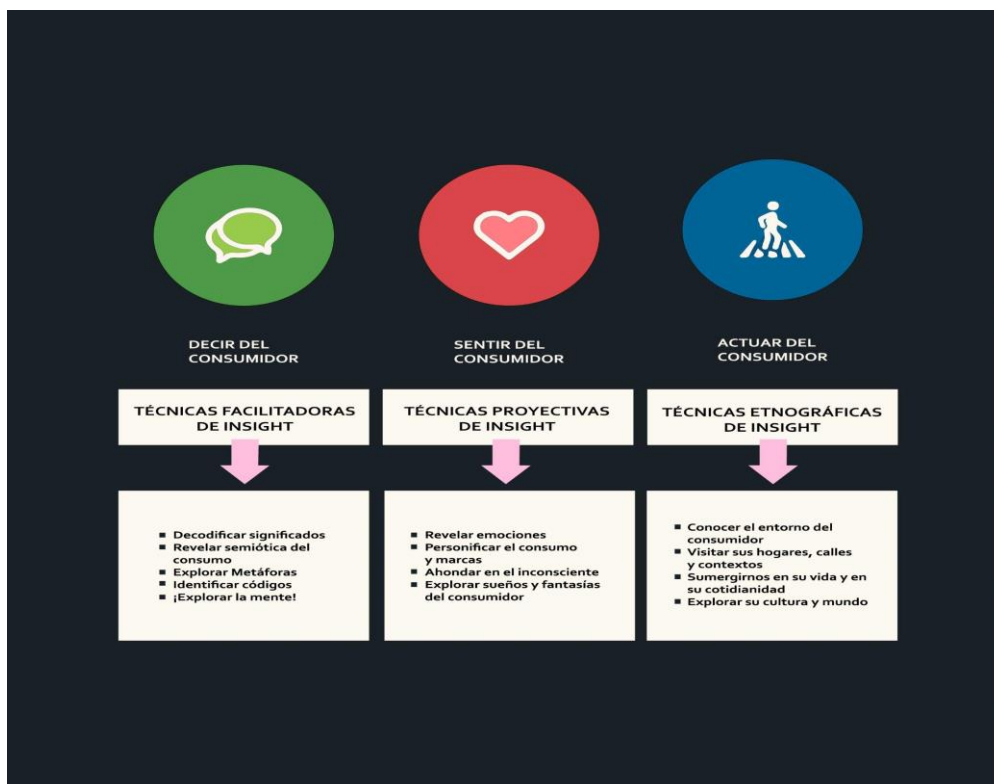 DECIR DEL
CONSUMIDOR
TÉCNICAS FACILITADORAS
DE INSIGHT
■ Decodificar significados
■ Revelar semiótica del
consumo
■ Explorar Metáforas
■ Identificar códigos
■ ¡Explorar la mente!
SENTIR DEL
CONSUMIDOR
TÉCNICAS PROYECTIVAS
DE INSIGHT
■ Revelar emociones
■ Personificar el consumo
y marcas
■ Ahondar en el inconsciente
■ Explorar sueños y fantasías
del consumidor
ACTUAR DEL
CONSUMIDOR
TÉCNICAS ETNOGRÁFICAS
DE INSIGHT
■ Conocer el entorno del
consumidor
■ Visitar sus hogares, calles
y contextos
■ Sumergirnos en su vida y en
su cotidianidad
■ Explorar su cultura y mundo